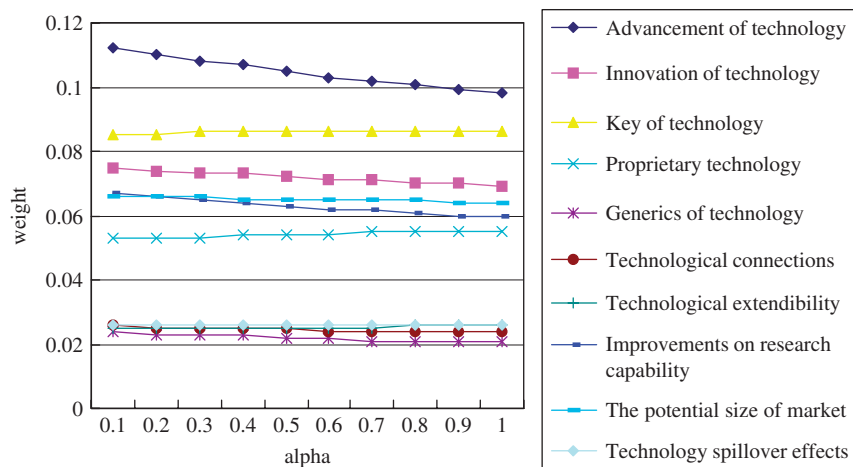 0.12
0.1
0.08
0.06
0.04
0.02
0
weight
0.1 0.2 0.3 0.4 0.5 0.6 0.7 0.8 0.9 1
alpha
Advancement of technology
Innovation of technology
Key of technology
Proprietary technology
Generics of technology
Technological connections
Technological extendibility
Improvements on research
capability
The potential size of market
Technology spillover effects